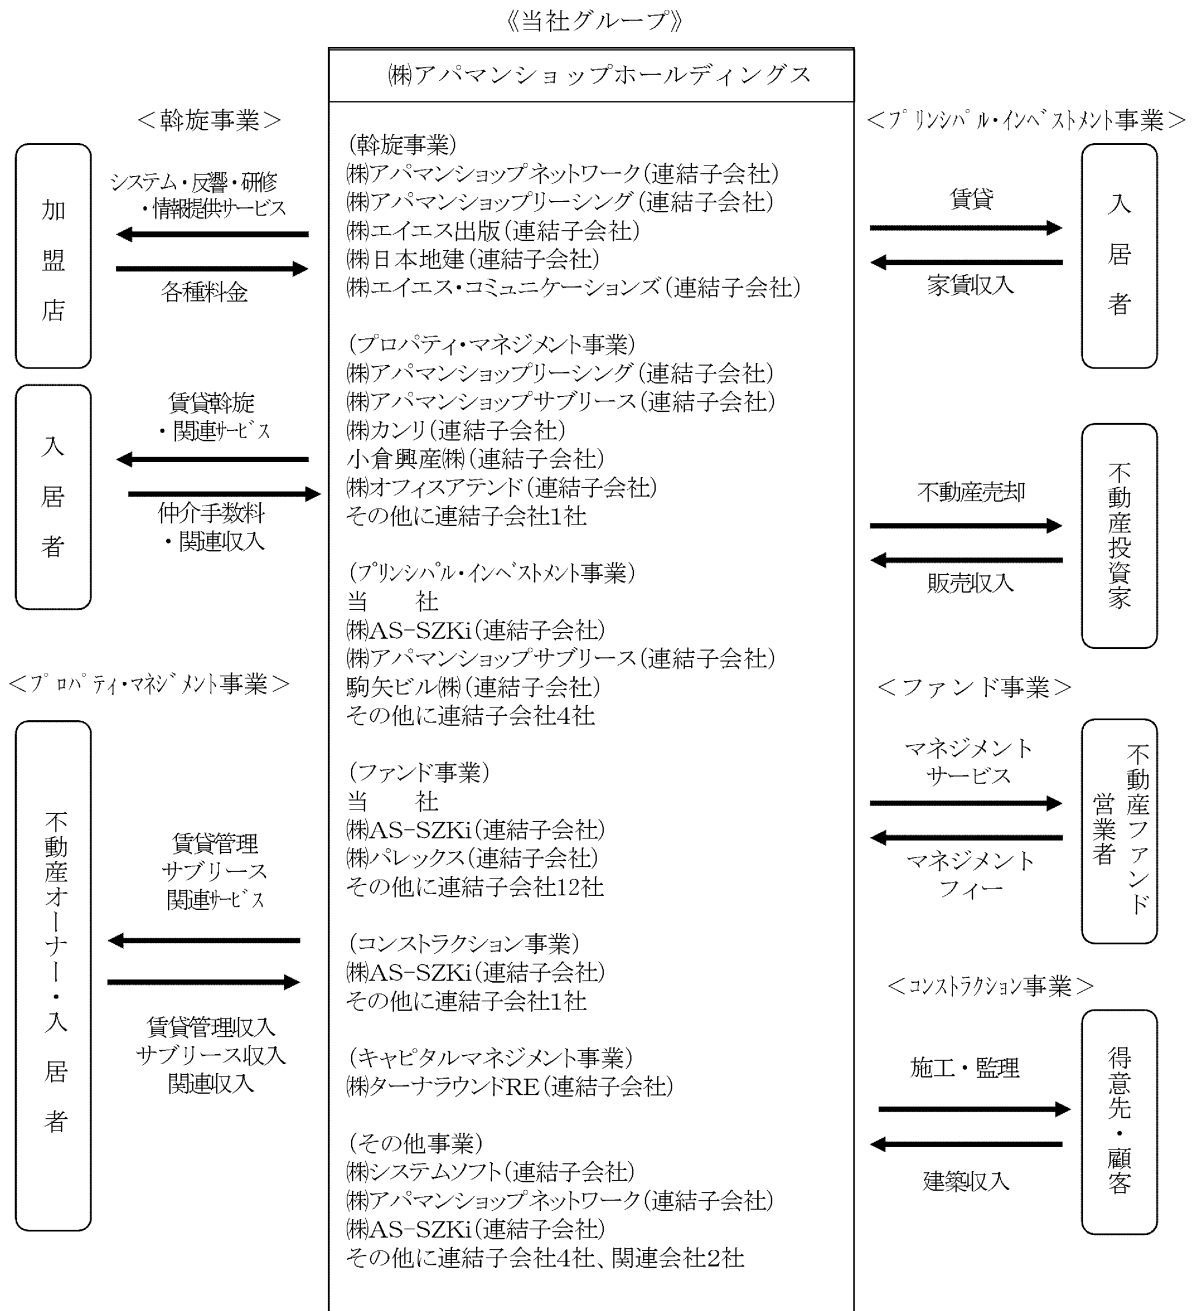 《当社グループ》
㈱アパマンショップホールディングス
＜斡旋事業＞
加盟店
システム・反響・研修
・情報提供サービス
各種料金
入居者
賃貸斡旋
・関連ｻｰﾋﾞｽ
仲介手数料
・関連収入
＜ﾌﾟﾛﾊﾟﾃｨ・ﾏﾈｼﾞﾒﾝﾄ事業＞
不動産オーナー・入居者
賃貸管理
サブリース
関連ｻｰﾋﾞｽ
賃貸管理収入
サブリース収入
関連収入
(斡旋事業)
㈱アパマンショップネットワーク(連結子会社)
㈱アパマンショップリーシング(連結子会社)
㈱エイエス出版(連結子会社)
㈱日本地建(連結子会社)
㈱エイエス・コミュニケーションズ(連結子会社)
(プロパティ・マネジメント事業)
㈱アパマンショップリーシング(連結子会社)
㈱アパマンショップサブリース(連結子会社)
㈱カンリ(連結子会社)
小倉興産㈱(連結子会社)
㈱オフィスアテンド(連結子会社)
その他に連結子会社1社
(ﾌﾟﾘﾝｼﾊﾟﾙ・ｲﾝﾍﾞｽﾄﾒﾝﾄ事業)
当　　社
㈱AS-SZKi(連結子会社)
㈱アパマンショップサブリース(連結子会社)
駒矢ビル㈱(連結子会社)
その他に連結子会社4社
(ファンド事業)
当　　社
㈱AS-SZKi(連結子会社)
㈱パレックス(連結子会社)
その他に連結子会社12社
(コンストラクション事業)
㈱AS-SZKi(連結子会社)
その他に連結子会社1社
(キャピタルマネジメント事業)
㈱ターナラウンドRE(連結子会社)
(その他事業)
㈱システムソフト(連結子会社)
㈱アパマンショップネットワーク(連結子会社)
㈱AS-SZKi(連結子会社)
その他に連結子会社4社、関連会社2社
＜ﾌﾟﾘﾝｼﾊﾟﾙ・ｲﾝﾍﾞｽﾄﾒﾝﾄ事業＞
賃貸
家賃収入
入居者
不動産売却
販売収入
不動産投資家
＜ファンド事業＞
マネジメント
サービス
マネジメント
フィー
不動産ファンド
営業者
＜ｺﾝｽﾄﾗｸｼｮﾝ事業＞
施工・監理
建築収入
得意先・顧客